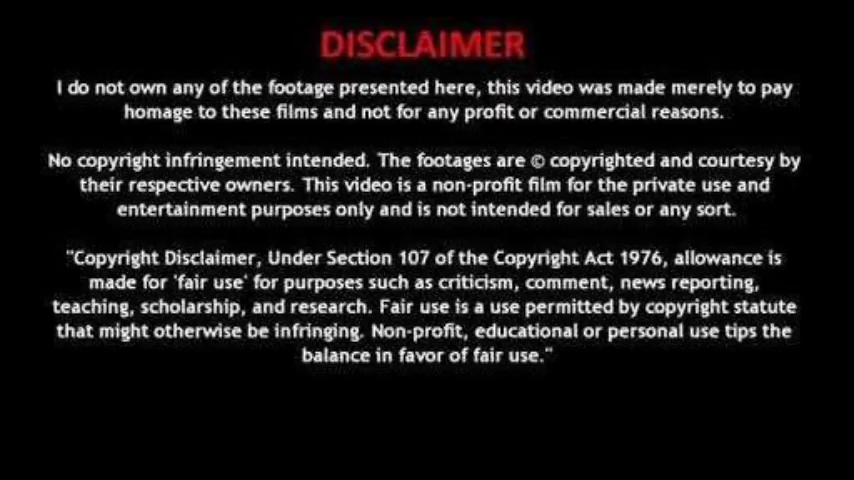 DISCLAIMER
I do not own any of the footage presented here, this video was made merely to pay
homage to these films and not for any profit or commercial reasons.
No copyright infringement intended. The footages are © copyrighted and courtesy by
their respective owners. This video is a non-profit film for the private use and
entertainment purposes only and is not intended for sales or any sort.
"Copyright Disclaimer, Under Section 107 of the Copyright Act 1976, allowance is
made for 'fair use' for purposes such as criticism, comment, news reporting,
teaching, scholarship, and research. Fair use is a use permitted by copyright statute
that might otherwise be infringing. Non-profit, educational or personal use tips the
balance in favor of fair use."